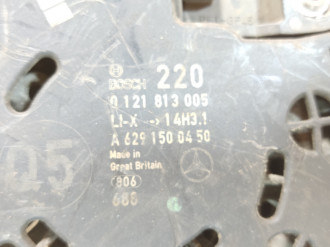 BOSCH 220
0 121 813 005
LI-X → 14H3.1
A 629 150 04 50
Made in
Great Britain
806
688
05